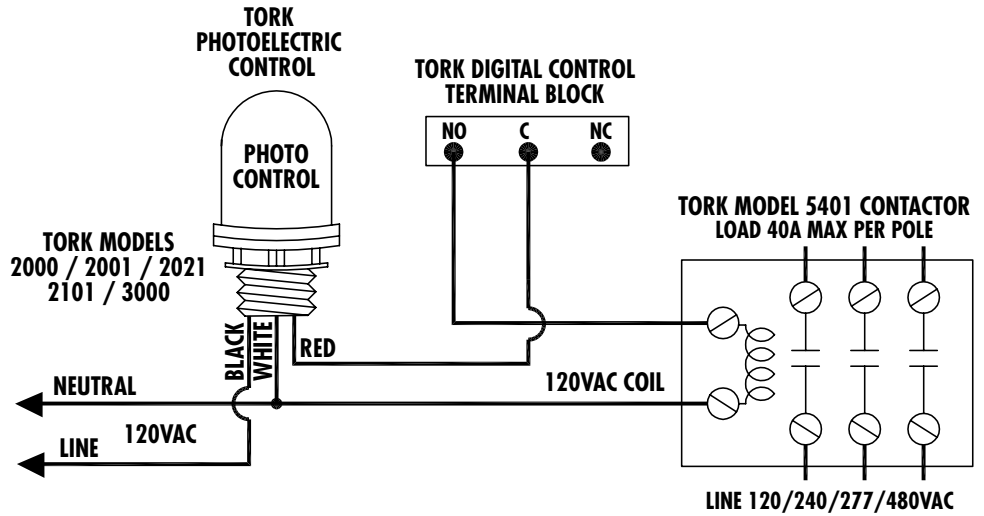 TORK
PHOTOELECTRIC
CONTROL
TORK DIGITAL CONTROL
TERMINAL BLOCK
NO C NC
PHOTO
CONTROL
TORK MODEL 5401 CONTACTOR
LOAD 40A MAX PER POLE
TORK MODELS
2000 / 2001 / 2021
2101 / 3000
BLACK
WHITE
RED
NEUTRAL
120VAC COIL
120VAC
LINE
LINE 120/240/277/480VAC